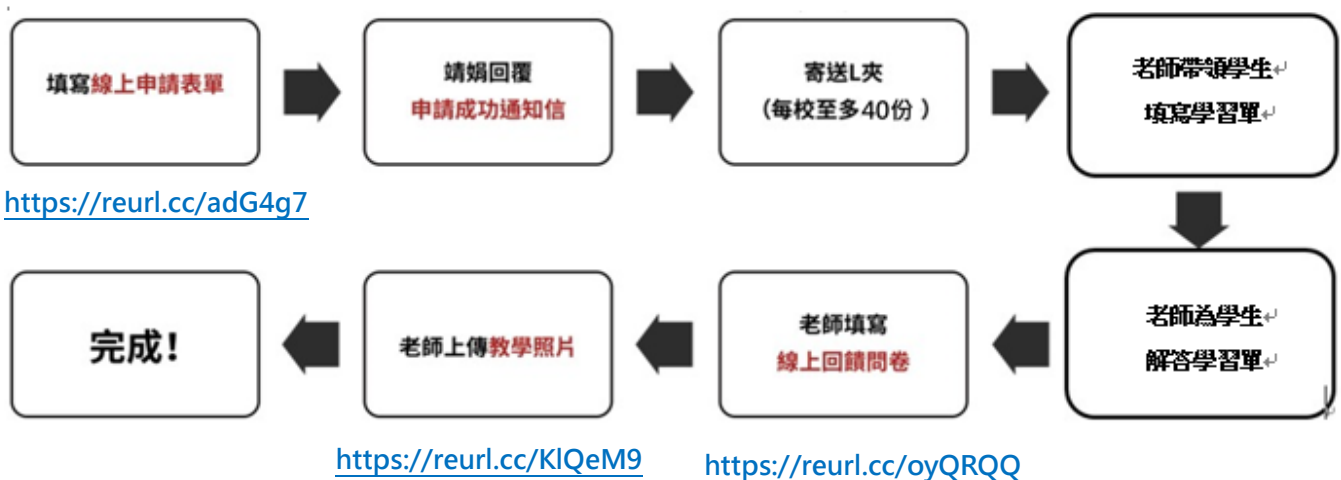 填寫線上申請表單
https://reurl.cc/adG4g7
靖娟回覆
申請成功通知信
寄送L夾
(每校至多40份 )
老師帶領學生↵
填寫學習單↵
老師為學生↵
解答學習單↵
老師填寫
線上回饋問卷
https://reurl.cc/oyQRQQ
老師上傳教學照片
https://reurl.cc/KlQeM9
完成!